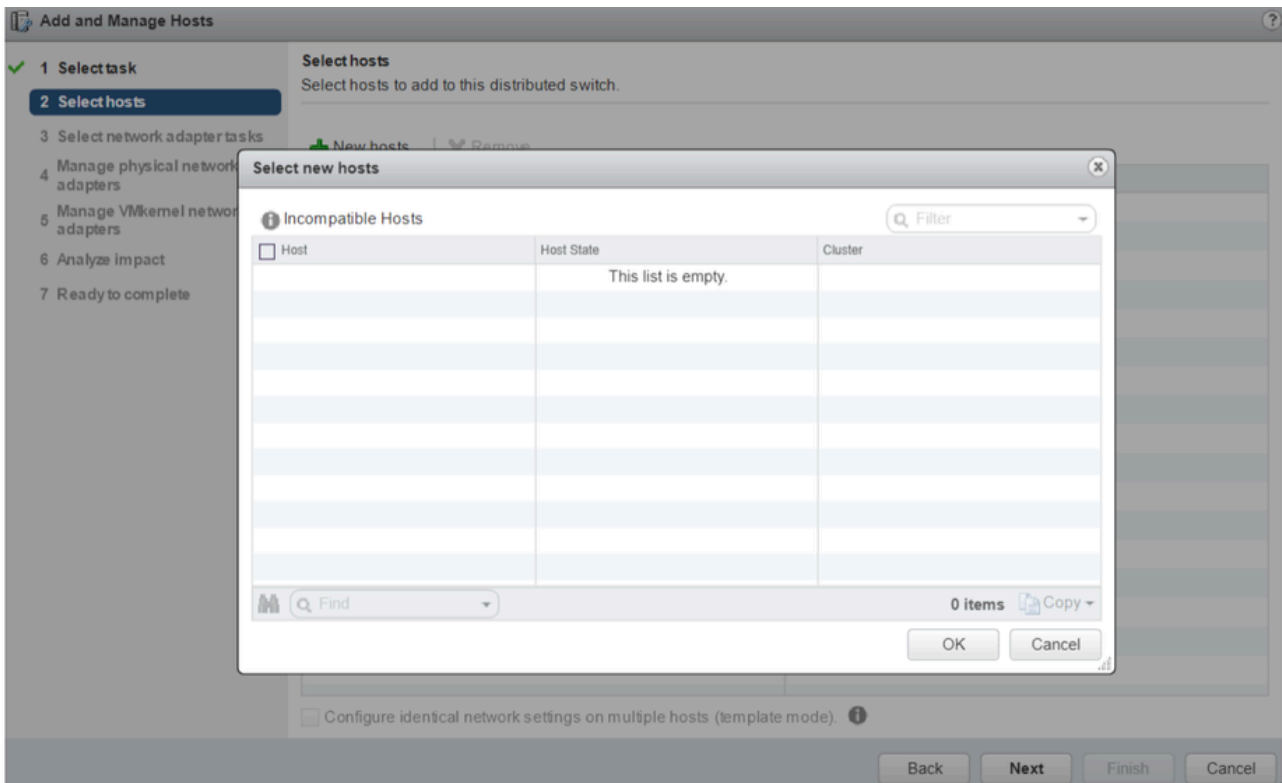 Add and Manage Hosts
?
1 Select task
2 Select hosts
3 Select network adapter tasks
4 Manage physical network
adapters
5 Manage VMkernel networ
adapters
6 Analyze impact
7 Ready to complete
Select hosts
Select hosts to add to this distributed switch.
New hosts Remove
Select new hosts
Incompatible Hosts
Filter
Host Host State Cluster
This list is empty.
Find
0 items Copy
OK Cancel
Configure identical network settings on multiple hosts (template mode).
Back Next Finish Cancel